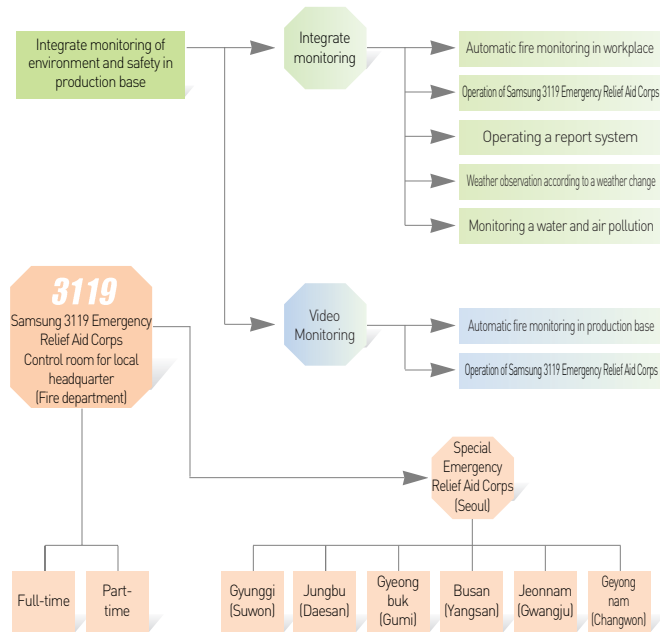 Integrate monitoring of
environment and safety in
production base
Integrate
monitoring
Automatic fire monitoring in workplace
Operation of Samsung 3119 Emergency Relief Aid Corps
Operating a report system
Weather observation according to a weather change
Monitoring a water and air pollution
3119
Samsung 3119 Emergency
Relief Aid Corps
Control room for local
headquarter
(Fire department)
Video
Monitoring
Automatic fire monitoring in production base
Operation of Samsung 3119 Emergency Relief Aid Corps
Special
Emergency
Relief Aid Corps
(Seoul)
Full-time
Part-
time
Gyunggi
(Suwon)
Jungbu
(Daesan)
Gyeong
buk
(Gumi)
Busan
(Yangsan)
Jeonnam
(Gwangju)
Geyong
nam
(Changwon)